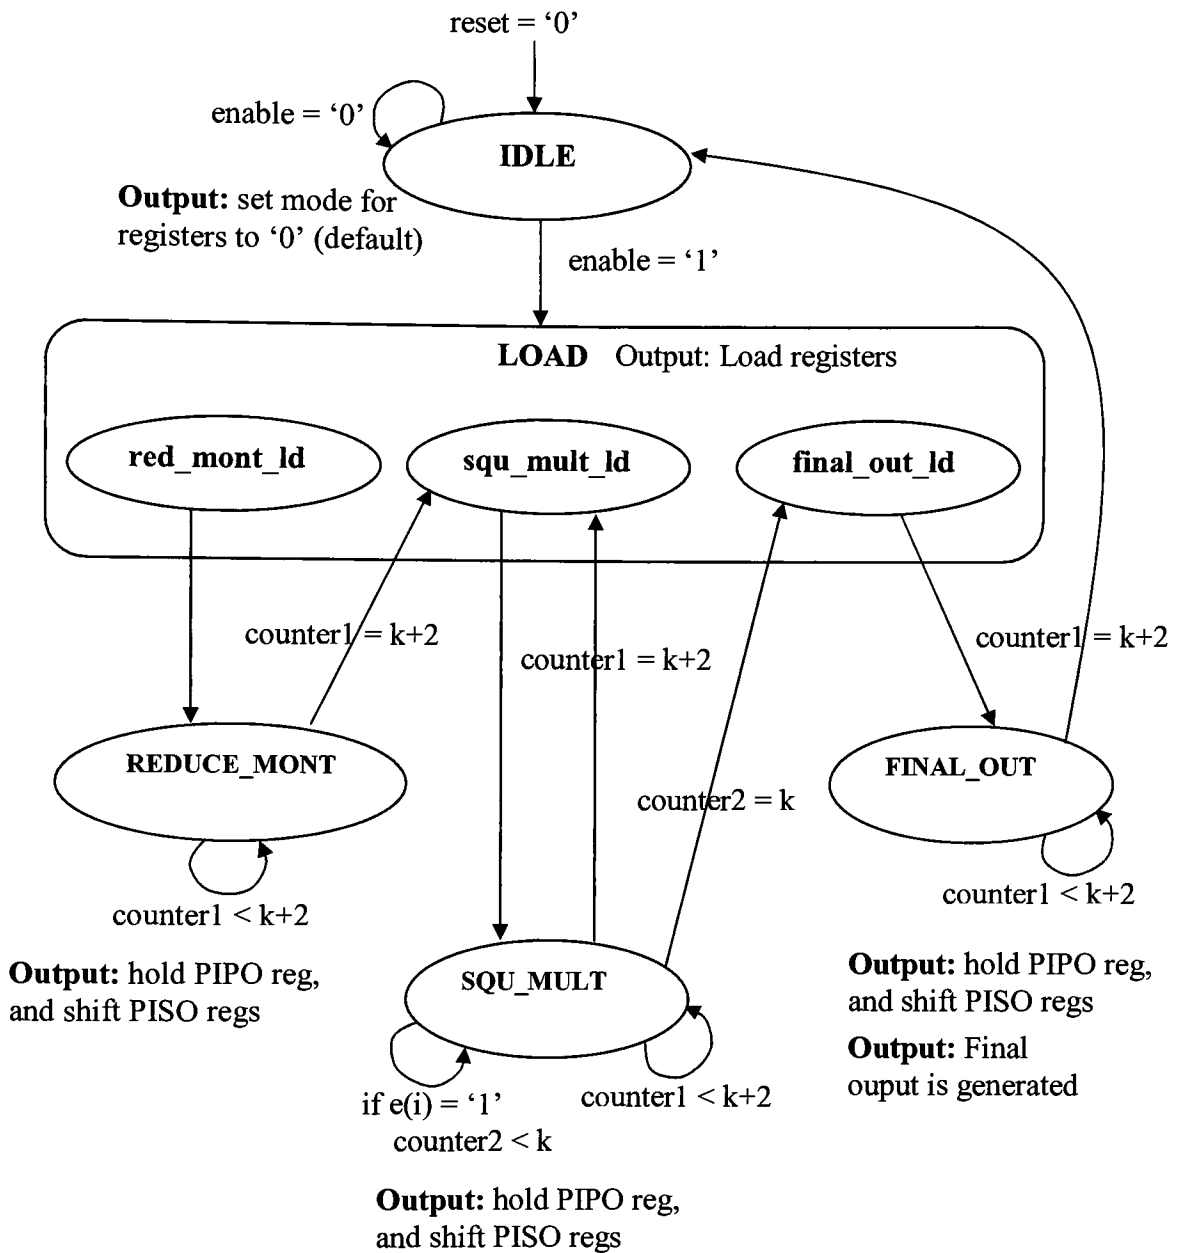 reset = ‘0’
enable = ‘0’
IDLE
Output: set mode for
registers to ‘0’ (default)
enable = ‘1’
LOAD Output: Load registers
red_mont_ld
squ_mult_ld
final_out_ld
counter1 = k+2
counter1 = k+2
counter1 = k+2
REDUCE_MONT
FINAL_OUT
counter2 = k
counter1 < k+2
counter1 < k+2
Output: hold PIPO reg,
and shift PISO regs
SQU_MULT
Output: hold PIPO reg,
and shift PISO regs
Output: Final
ouput is generated
if e(i) = ‘1’
counter2 < k
counter1 < k+2
Output: hold PIPO reg,
and shift PISO regs